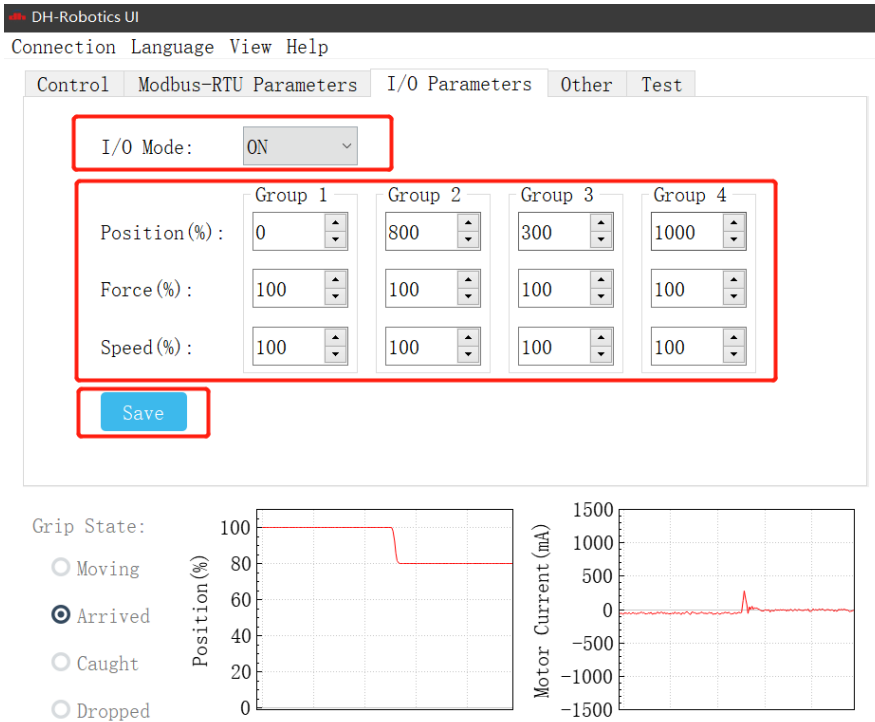 DH-Robotics UI
Connection Language View Help
Control Modbus-RTU Parameters I/O Parameters Other Test
I/O Mode: ON
Group 1 Group 2 Group 3 Group 4
Position(%): 0 800 300 1000
Force(%): 100 100 100 100
Speed(%): 100 100 100 100
Save
Grip State:
Moving
Arrived
Caught
Dropped
Position(%)
100
80
60
40
20
0
Motor Current(mA)
1500
1000
500
0
-500
-1000
-1500